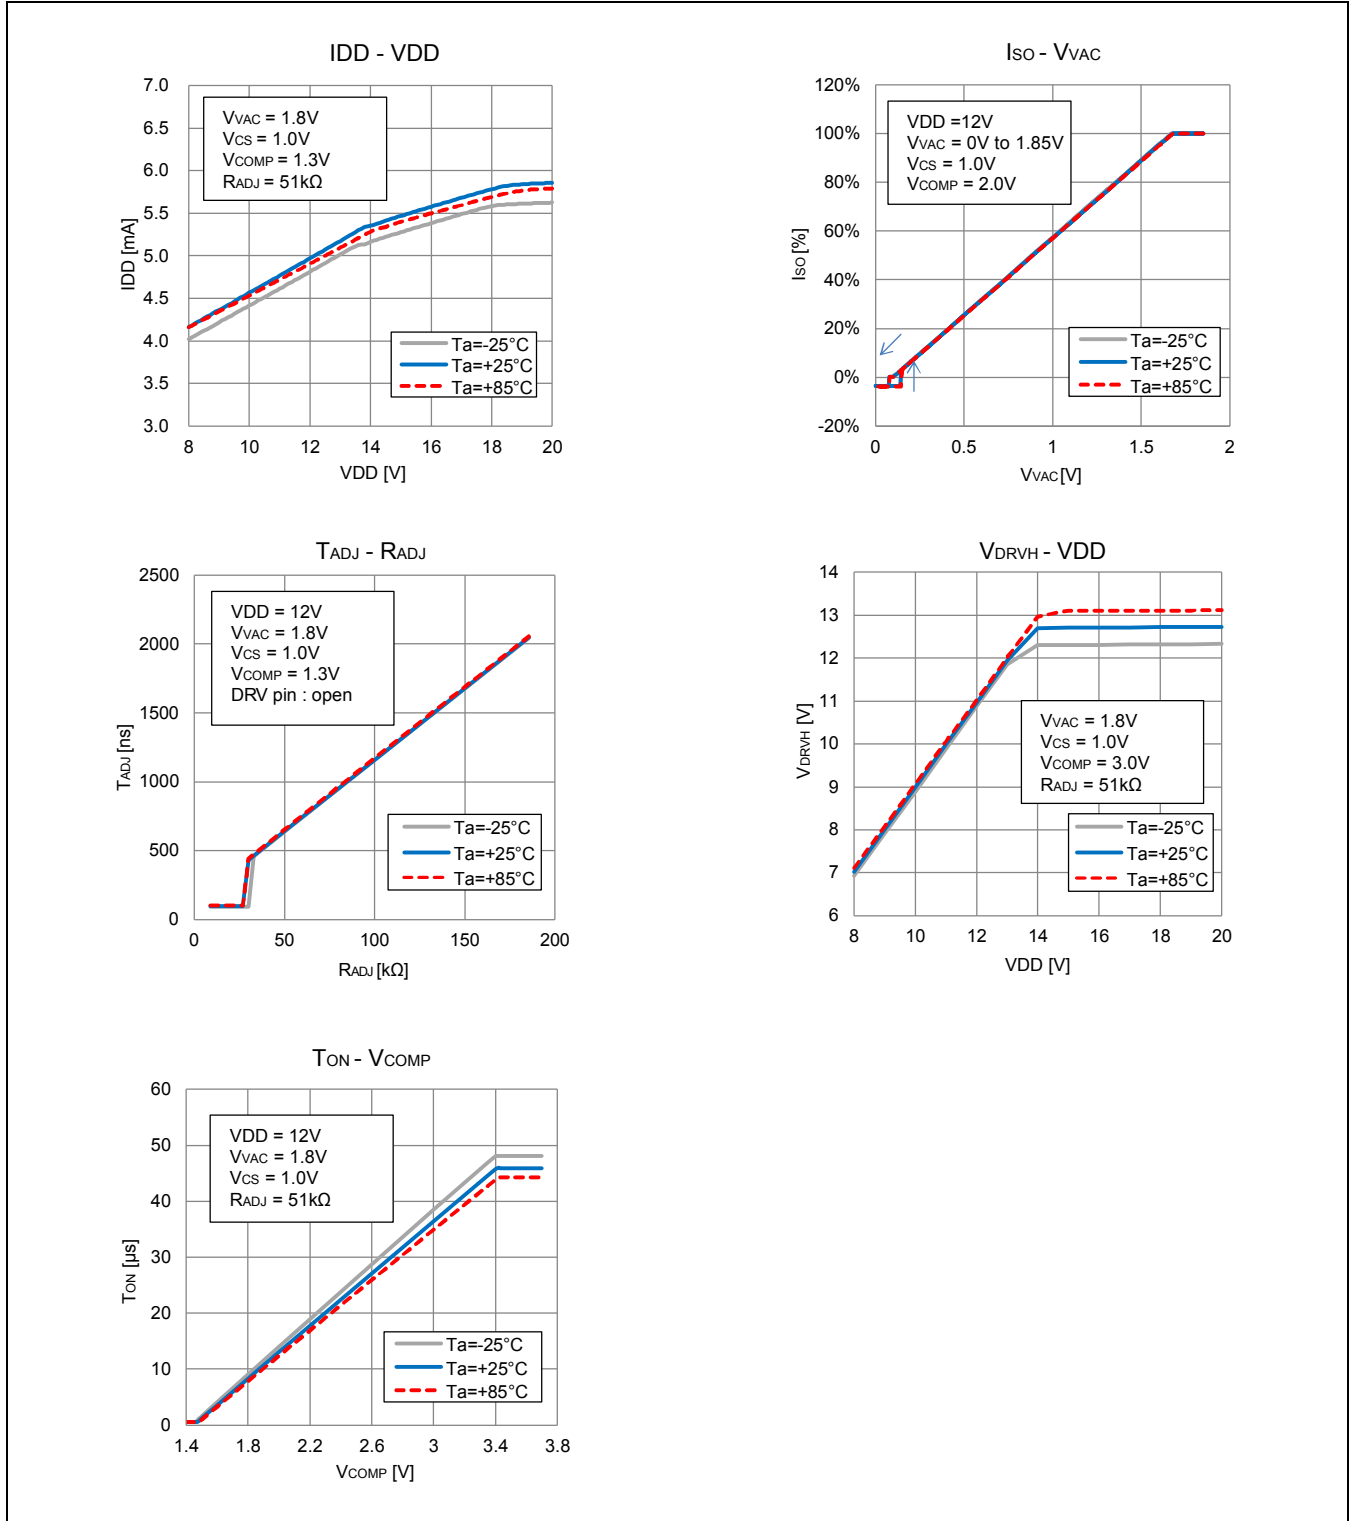 IDD - VDD
7.0
6.5
6.0
5.5
5.0
4.5
4.0
3.5
3.0
IDD [mA]
VVAC = 1.8V
VCS = 1.0V
VCOMP = 1.3V
RADJ = 51kΩ
Ta=-25°C
Ta=+25°C
Ta=+85°C
8 10 12 14 16 18 20
VDD [V]
ISO - VVAC
120%
100%
80%
60%
40%
20%
0%
-20%
ISO [%]
VDD =12V
VVAC = 0V to 1.85V
VCS = 1.0V
VCOMP = 2.0V
Ta=-25°C
Ta=+25°C
Ta=+85°C
0 0.5 1 1.5 2
VVAC [V]
TADJ - RADJ
2500
2000
1500
1000
500
0
TADJ [ns]
VDD = 12V
VVAC = 1.8V
VCS = 1.0V
VCOMP = 1.3V
DRV pin : open
Ta=-25°C
Ta=+25°C
Ta=+85°C
0 50 100 150 200
RADJ [kΩ]
VDRVH - VDD
14
13
12
11
10
9
8
7
6
VDRVH [V]
VVAC = 1.8V
VCS = 1.0V
VCOMP = 3.0V
RADJ = 51kΩ
Ta=-25°C
Ta=+25°C
Ta=+85°C
8 10 12 14 16 18 20
VDD [V]
TON - VCOMP
60
50
40
30
20
10
0
TON [µs]
VDD = 12V
VVAC = 1.8V
VCS = 1.0V
RADJ = 51kΩ
Ta=-25°C
Ta=+25°C
Ta=+85°C
1.4 1.8 2.2 2.6 3 3.4 3.8
VCOMP [V]